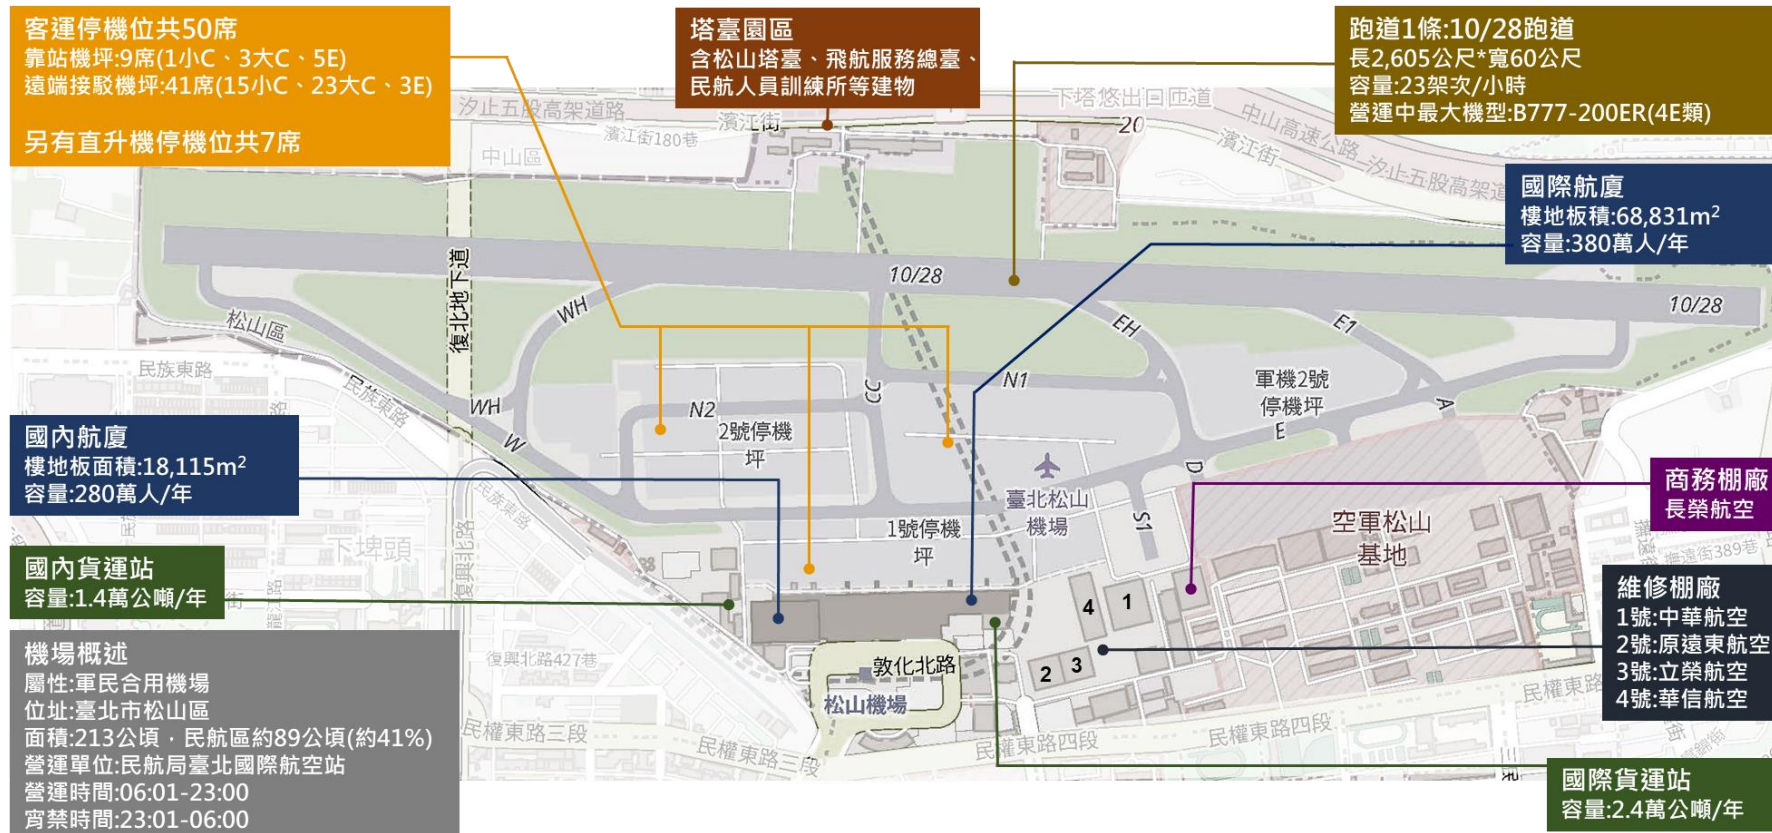 客運停機位共50席
靠站機坪:9席(1小C、3大C、5E)
遠端接駁機坪:41席(15小C、23大C、3E)
另有直升機停機位共7席
塔臺園區
含松山塔臺、飛航服務總臺、
民航人員訓練所等建物
跑道1條:10/28跑道
長2,605公尺*寬60公尺
容量:23架次/小時
營運中最大機型:B777-200ER(4E類)
國際航廈
樓地板積:68,831m²
容量:380萬人/年
汐止五股高架道路
濱江街
濱江街180巷
中山區
下塔悠出口匝道
20
中山高速公路
汐止五股高架道
濱江街
復北地下道
10/28
10/28
WH
EH
E1
松山區
民族東路
民族東路
WH
W
N2
CC
N1
2號停機
坪
軍機2號
停機坪
A
E
D
S1
國內航廈
樓地板面積:18,115m²
容量:280萬人/年
民族東路
復興北路
下埤頭
1號停機
坪
臺北松山
機場
空軍松山
基地
商務棚廠
長榮航空
撫遠街389巷
國內貨運站
容量:1.4萬公噸/年
街
龍江路
4
1
2
3
維修棚廠
1號:中華航空
2號:原遠東航空
3號:立榮航空
4號:華信航空
機場概述
屬性:軍民合用機場
位址:臺北市松山區
面積:213公頃，民航區約89公頃(約41%)
營運單位:民航局臺北國際航空站
營運時間:06:01-23:00
宵禁時間:23:01-06:00
復興北路427巷
敦化北路
松山機場
民權東路三段
民權東路三段
民權東路四段
民權東路四段
民權東路
國際貨運站
容量:2.4萬公噸/年